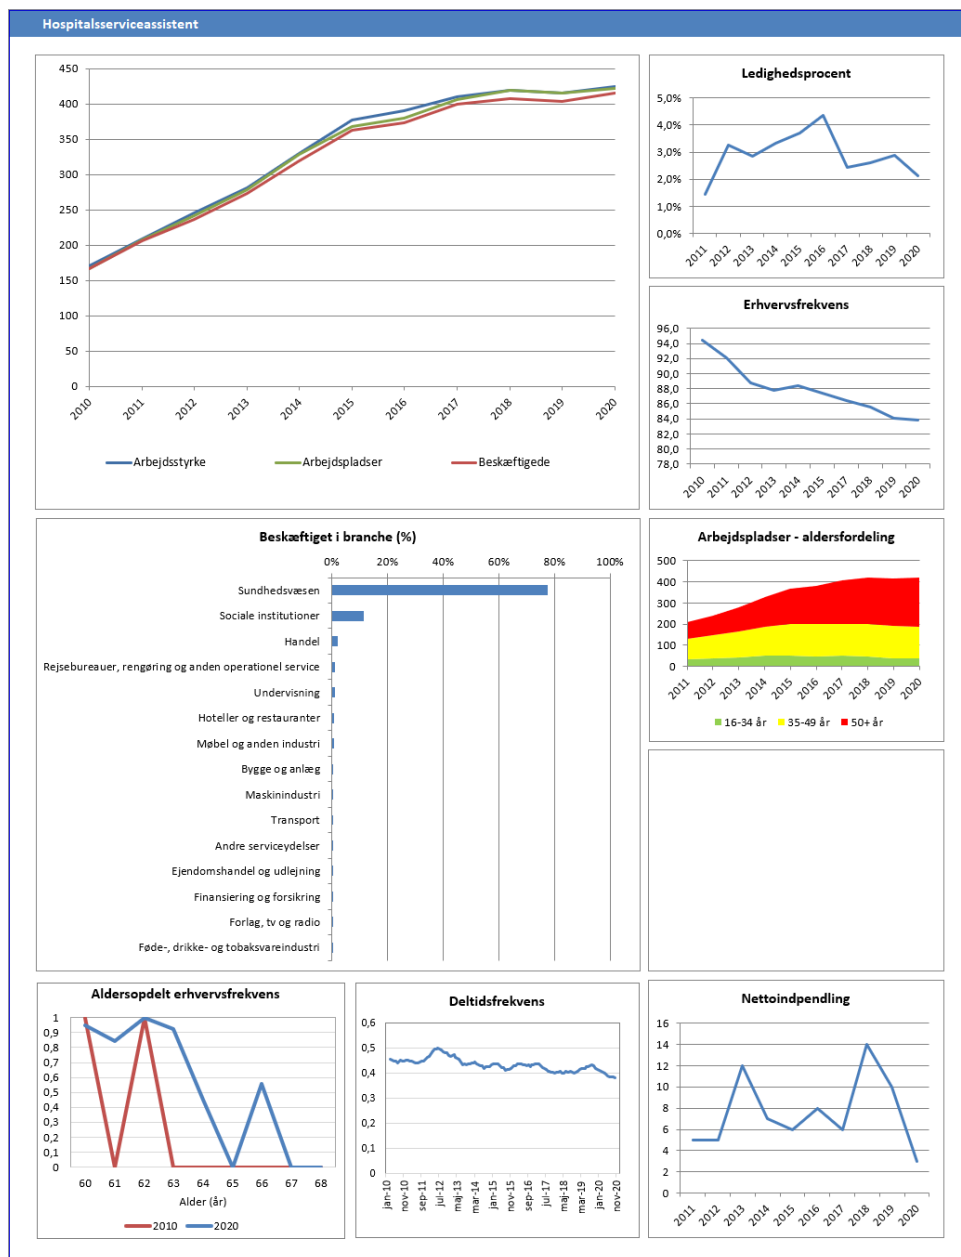 Hospitalsserviceassistent
450
400
350
300
250
200
150
100
50
0
2010 2011 2012 2013 2014 2015 2016 2017 2018 2019 2020
Arbejdsstyrke Arbejdspladser Beskæftigede
Ledighedsprocent
5,0%
4,0%
3,0%
2,0%
1,0%
0,0%
2011 2012 2013 2014 2015 2016 2017 2018 2019 2020
Erhvervsfrekvens
96,0
94,0
92,0
90,0
88,0
86,0
84,0
82,0
80,0
78,0
2010 2011 2012 2013 2014 2015 2017 2018 2019 2020
Beskæftiget i branche (%)
0% 20% 40% 60% 80% 100%
Sundhedsvæsen
Sociale institutioner
Handel
Rejsebureauer, rengøring og anden operationel service
Undervisning
Hoteller og restauranter
Møbel og anden industri
Bygge og anlæg
Maskinindustri
Transport
Andre serviceydelser
Ejendomshandel og udlejning
Finansiering og forsikring
Forlag, tv og radio
Føde-, drikke- og tobaksvareindustri
Arbejdspladser - aldersfordeling
500
400
300
200
100
0
2011 2012 2013 2014 2015 2016 2017 2018 2019 2020
16-34 år 35-49 år 50+ år
Aldersopdelt erhvervsfrekvens
1
0,9
0,8
0,7
0,6
0,5
0,4
0,3
0,2
0,1
0
60 61 62 63 64 65 66 67 68
Alder (år)
2010 2020
Deltidsfrekvens
0,6
0,5
0,4
0,3
0,2
0,1
0
jan-10 nov-10 sep-11 jul-12 maj-13 mar-14 jan-15 nov-15 sep-16 jul-17 maj-18 mar-19 jan-20 nov-20
Nettoindpendling
16
14
12
10
8
6
4
2
0
2011 2012 2013 2014 2015 2016 2017 2018 2019 2020